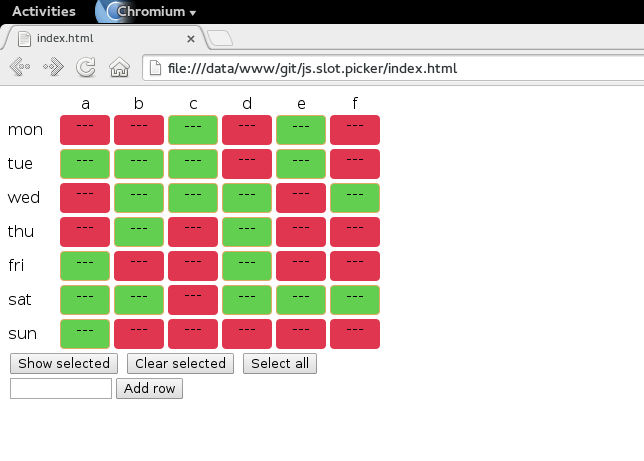 Activities Chromium
index.html
file:///data/www/git/js.slot.picker/index.html
a b c d e f
mon --- --- --- --- --- ---
tue --- --- --- --- --- ---
wed --- --- --- --- --- ---
thu --- --- --- --- --- ---
fri --- --- --- --- --- ---
sat --- --- --- --- --- ---
sun --- --- --- --- --- ---
Show selected Clear selected Select all
Add row